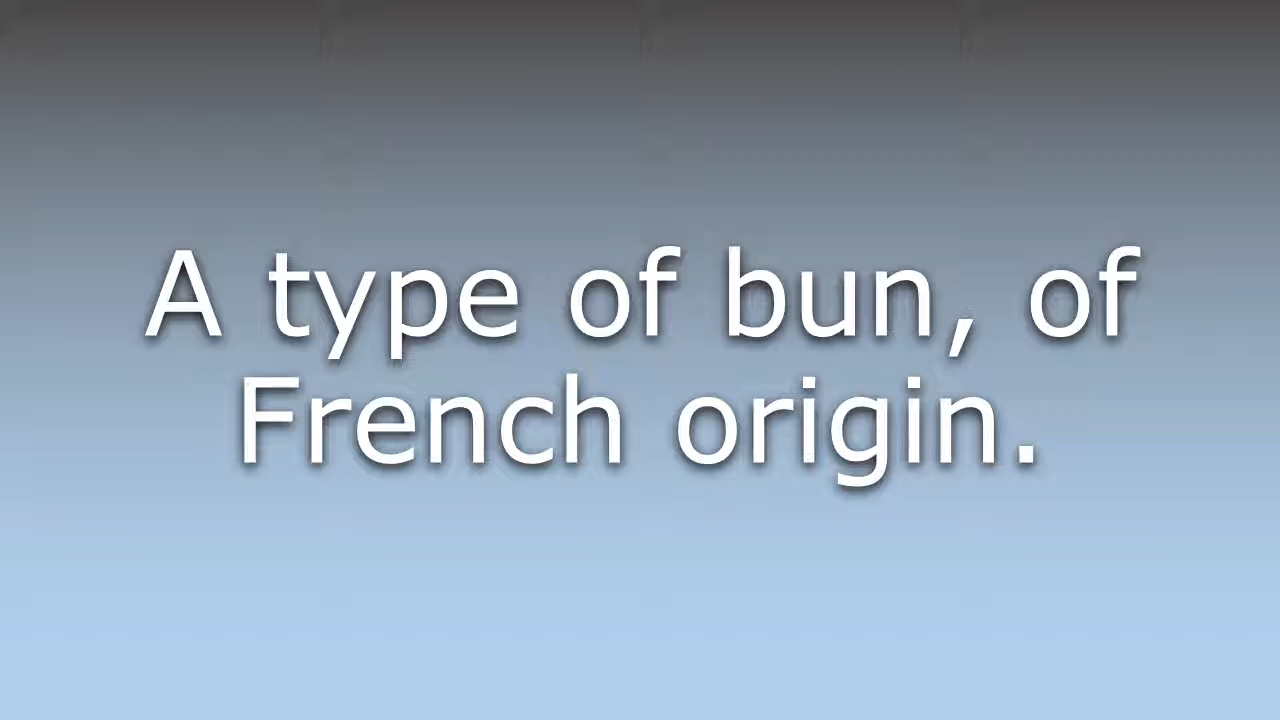 A type of bun, of
French origin.